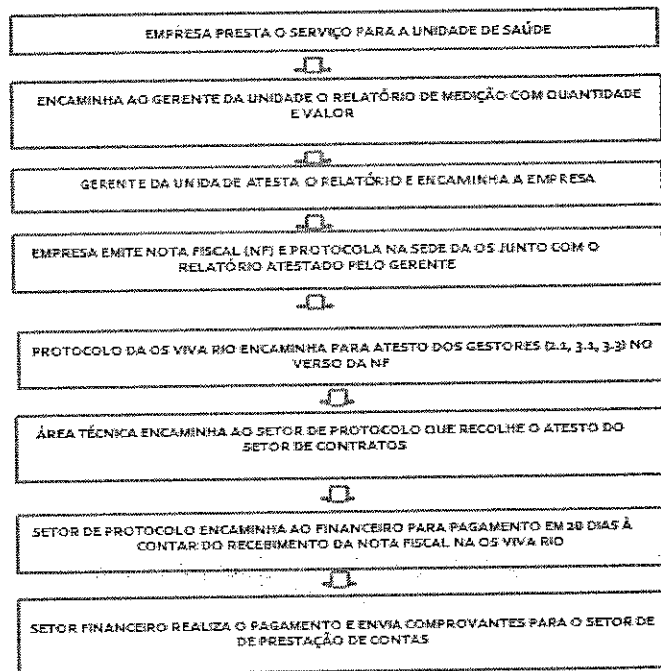 EMPRESA PRESTA O SERVIÇO PARA A UNIDADE DE SAÚDE
ENCAMINHA AO GERENTE DA UNIDADE O RELATÓRIO DE MEDIÇÃO COM QUANTIDADE
E VALOR
GERENTE DA UNIDADE ATESTA O RELATÓRIO E ENCAMINHA A EMPRESA
EMPRESA EMITE NOTA FISCAL (NF) E PROTOCOLA NA SEDE DA OS JUNTO COM O
RELATÓRIO ATESTADO PELO GERENTE
PROTOCOLO DA OS VIVA RIO ENCAMINHA PARA ATESTO DOS GESTORES (2.1, 3.1, 3.3) NO
VERSO DA NF
ÁREA TÉCNICA ENCAMINHA AO SETOR DE PROTOCOLO QUE RECOLHE O ATESTO DO
SETOR DE CONTRATOS
SETOR DE PROTOCOLO ENCAMINHA AO FINANCEIRO PARA PAGAMENTO EM 28 DIAS À
CONTAR DO RECEBIMENTO DA NOTA FISCAL NA OS VIVA RIO
SETOR FINANCEIRO REALIZA O PAGAMENTO E ENVIA COMPROVANTES PARA O SETOR DE
DE PRESTAÇÃO DE CONTAS